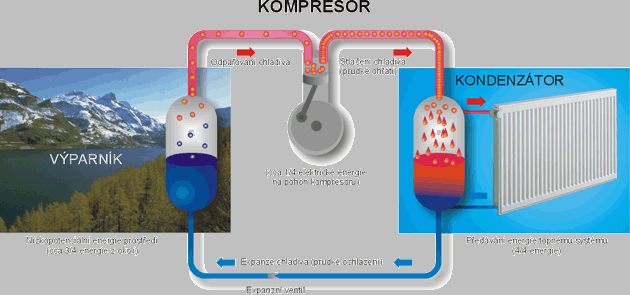 KOMPRESOR
Odpařování chladiva
Stlačení chladiva
(prudké ohřátí)
KONDENZÁTOR
VÝPARNÍK
(cca 1/4 elektrické energie
na pohon kompresoru)
Nízkopotenciální energie prostředí
(cca 3/4 energie z okolí)
Předávání energie topnému systému
(4/4 energie)
Expanze chladiva (prudké ochlazení)
Expanzní ventil